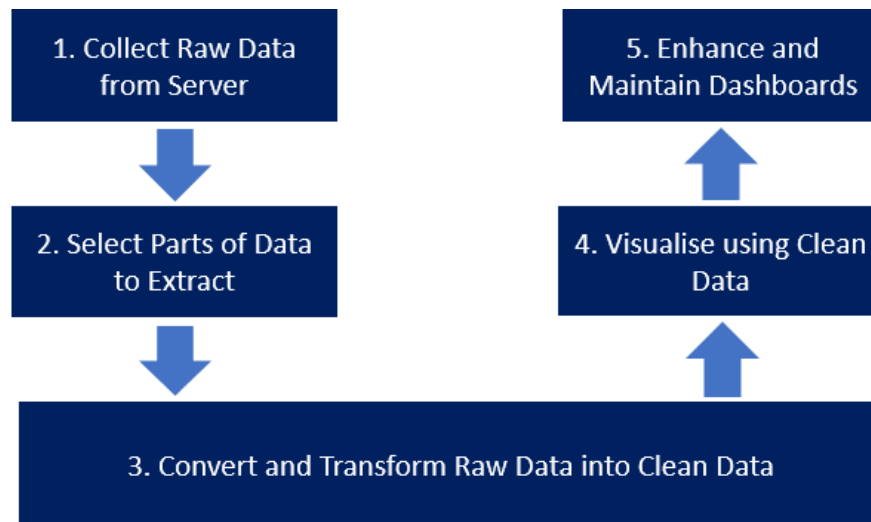 1. Collect Raw Data
from Server
2. Select Parts of Data
to Extract
3. Convert and Transform Raw Data into Clean Data
4. Visualise using Clean
Data
5. Enhance and
Maintain Dashboards